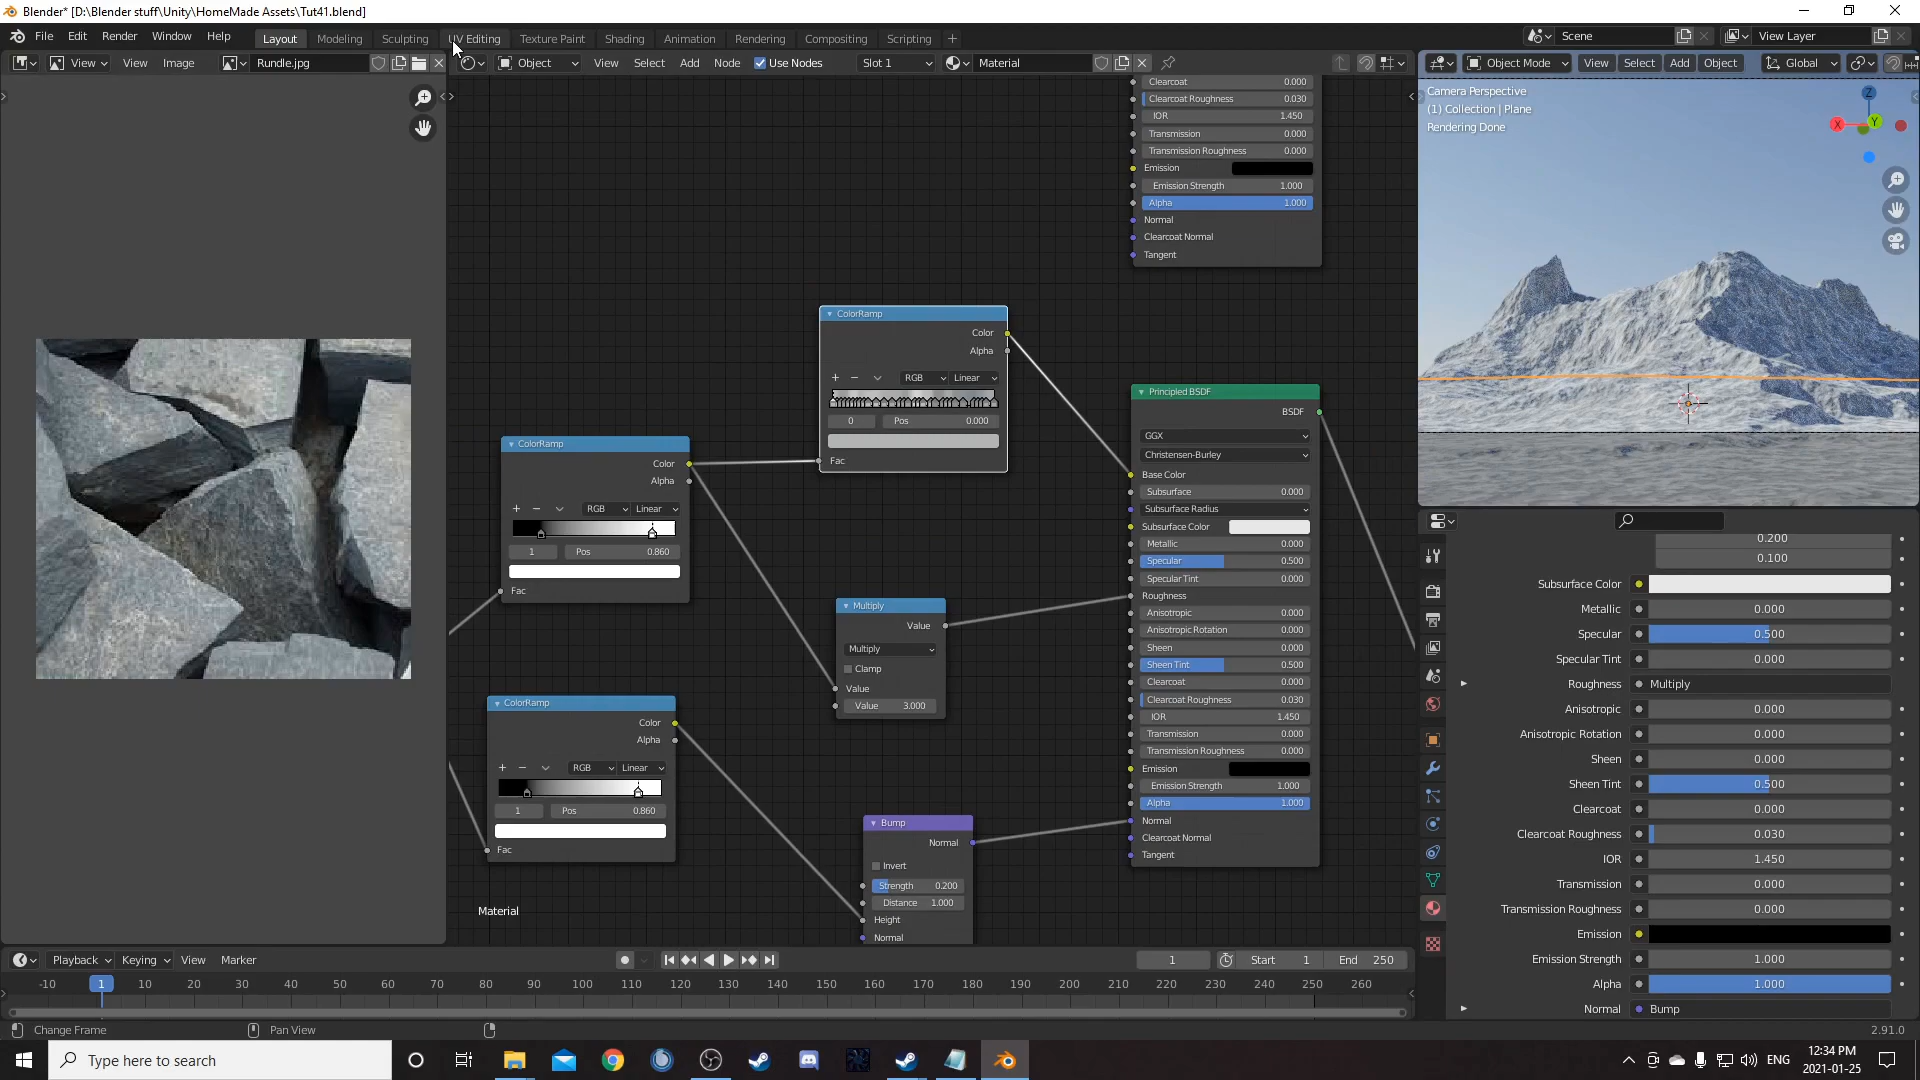 Blender* [D:\Blender stuff\Unity\HomeMade Assets\Tut41.blend]
File Edit Render Window Help Layout Modeling Sculpting UV Editing Texture Paint Shading Animation Rendering Compositing Scripting + Scene View Layer
View View Image Rundle.jpg Object View Select Add Node Use Nodes Slot 1 Material Object Mode View Select Add Object Global
Camera Perspective
(1) Collection | Plane
Rendering Done
Z
X Y
Clearcoat 0.000
Clearcoat Roughness 0.030
IOR 1.450
Transmission 0.000
Transmission Roughness 0.000
Emission
Emission Strength 1.000
Alpha 1.000
Normal
Clearcoat Normal
Tangent
ColorRamp
Color
Alpha
+ − RGB Linear
0 Pos 0.000
Fac
ColorRamp
Color
Alpha
+ − RGB Linear
1 Pos 0.860
Fac
Multiply
Value
Multiply
Clamp
Value
Value 3.000
ColorRamp
Color
Alpha
+ − RGB Linear
1 Pos 0.860
Fac
Bump
Normal
Invert
Strength 0.200
Distance 1.000
Height
Normal
Principled BSDF
BSDF
GGX
Christensen-Burley
Base Color
Subsurface 0.000
Subsurface Radius
Subsurface Color
Metallic 0.000
Specular 0.500
Specular Tint 0.000
Roughness
Anisotropic 0.000
Anisotropic Rotation 0.000
Sheen 0.000
Sheen Tint 0.500
Clearcoat 0.000
Clearcoat Roughness 0.030
IOR 1.450
Transmission 0.000
Transmission Roughness 0.000
Emission
Emission Strength 1.000
Alpha 1.000
Normal
Clearcoat Normal
Tangent
Material
0.200
0.100
Subsurface Color
Metallic 0.000
Specular 0.500
Specular Tint 0.000
Roughness Multiply
Anisotropic 0.000
Anisotropic Rotation 0.000
Sheen 0.000
Sheen Tint 0.500
Clearcoat 0.000
Clearcoat Roughness 0.030
IOR 1.450
Transmission 0.000
Transmission Roughness 0.000
Emission
Emission Strength 1.000
Alpha 1.000
Normal Bump
Playback Keying View Marker 1 Start 1 End 250
-10 1 10 20 30 40 50 60 70 80 90 100 110 120 130 140 150 160 170 180 190 200 210 220 230 240 250 260
Change Frame Pan View 2.91.0
Type here to search ENG 12:34 PM
2021-01-25